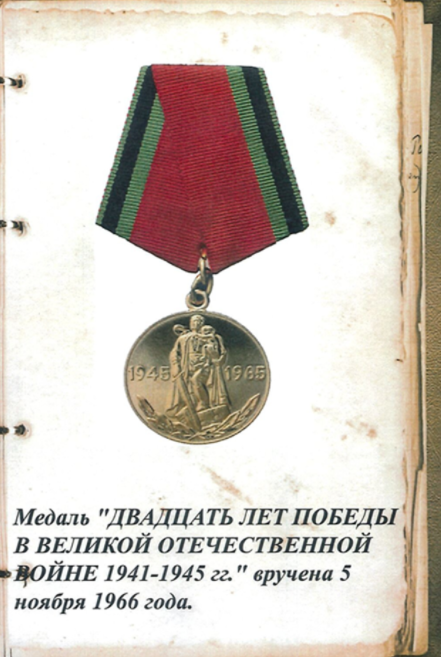 1945 1965
Медаль "ДВАДЦАТЬ ЛЕТ ПОБЕДЫ
В ВЕЛИКОЙ ОТЕЧЕСТВЕННОЙ
ВОЙНЕ 1941-1945 гг." вручена 5
ноября 1966 года.